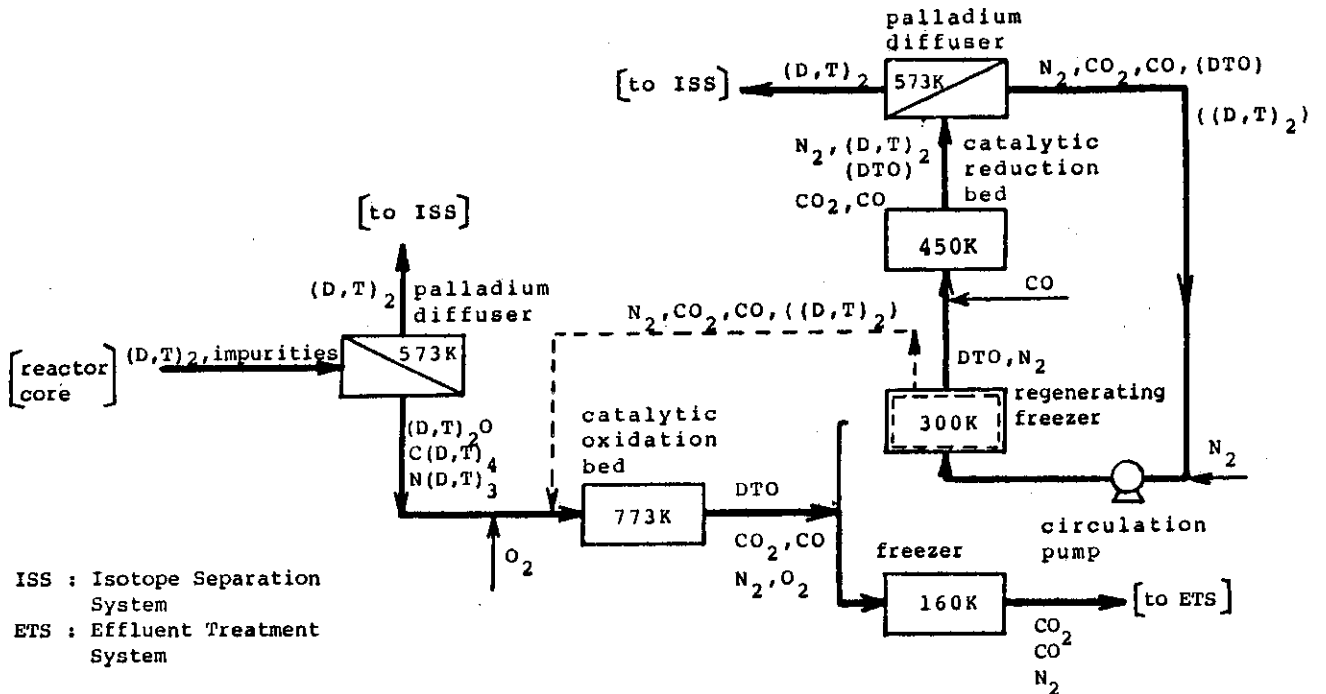 palladium
diffuser
[to ISS]
(D,T)2
573K
N2,CO2,CO,(DTO)
((D,T)2)
N2,(D,T)2
(DTO)
CO2,CO
catalytic
reduction
bed
450K
CO
[to ISS]
(D,T)2
palladium
diffuser
N2,CO2,CO,((D,T)2)
DTO,N2
[reactor
core]
(D,T)2,impurities
573K
regenerating
freezer
300K
(D,T)2O
C(D,T)4
N(D,T)3
catalytic
oxidation
bed
N2
773K
DTO
CO2,CO
N2,O2
O2
circulation
pump
freezer
160K
[to ETS]
CO2
CO
N2
ISS : Isotope Separation
System
ETS : Effluent Treatment
System